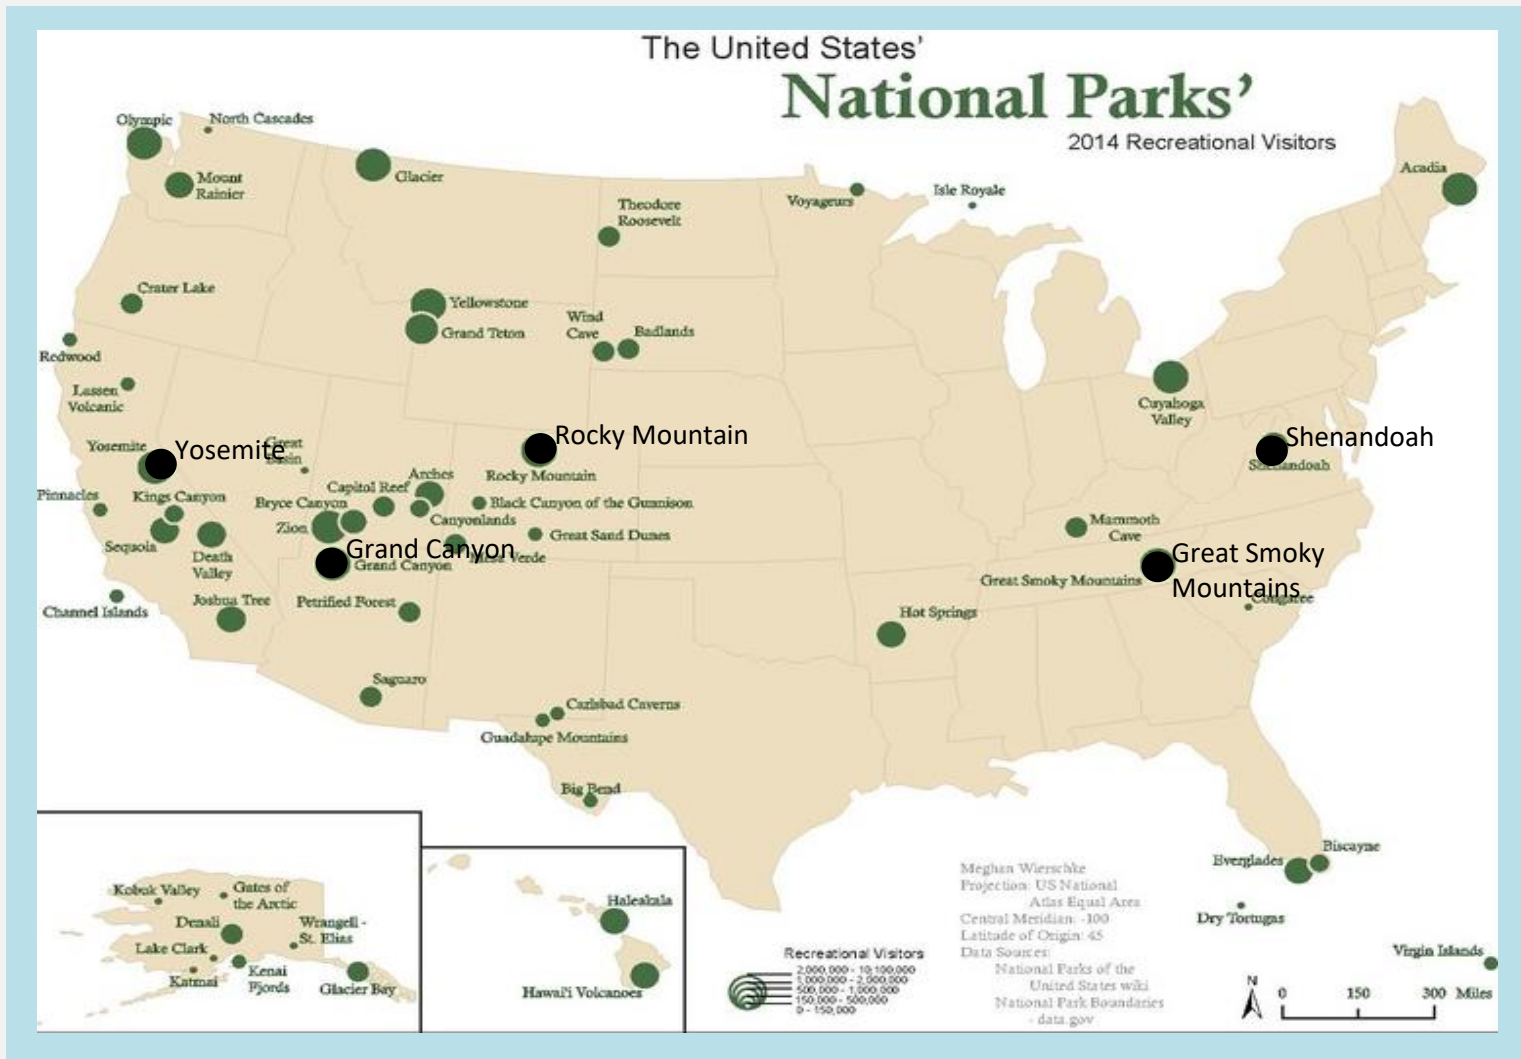 The United States'
National Parks'
2014 Recreational Visitors
Olympic
North Cascades
Mount
Rainier
Glacier
Theodore
Roosevelt
Voyageurs
Isle Royale
Acadia
Crater Lake
Yellowstone
Grand Teton
Wind
Cave
Badlands
Redwood
Lassen
Volcanic
Cuyahoga
Valley
Yosemite
Yosemite
Great
Basin
Rocky Mountain
Rocky Mountain
Shenandoah
Shenandoah
Pinnacles
Kings Canyon
Bryce Canyon
Capitol Reef
Arches
Black Canyon of the Gunnison
Zion
Canyonlands
Sequoia
Death
Valley
Grand Canyon
Grand Canyon
Mesa Verde
Great Sand Dunes
Mammoth
Cave
Great Smoky Mountains
Great Smoky
Mountains
Congaree
Channel Islands
Joshua Tree
Petrified Forest
Hot Springs
Saguaro
Carlsbad Caverns
Guadalupe Mountains
Big Bend
Everglades
Biscayne
Dry Tortugas
Virgin Islands
Kobuk Valley
Gates of
the Arctic
Denali
Wrangell -
St. Elias
Lake Clark
Katmai
Kenai
Fjords
Glacier Bay
Haleakala
Hawai'i Volcanoes
Recreational Visitors
2,000,000 - 10,100,000
1,000,000 - 2,000,000
500,000 - 1,000,000
150,000 - 500,000
0 - 150,000
Meghan Wierschke
Projection: US National
Atlas Equal Area
Central Meridian: -100
Latitude of Origin: 45
Data Sources:
National Parks of the
United States wiki
National Park Boundaries
- data.gov
N
0 150 300 Miles